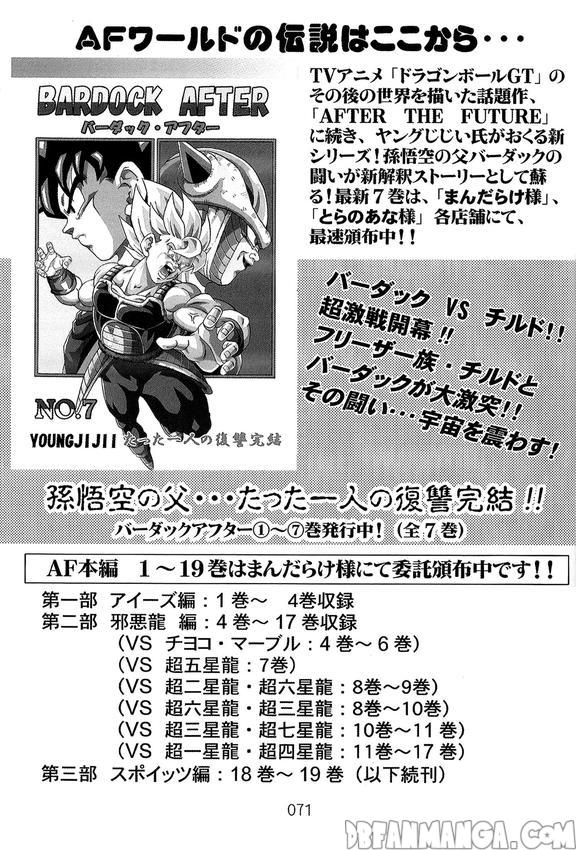 AFワールドの伝説はここから・・・
BARDOCK AFTER
バーダック・アフター
NO.7
YOUNGJIJII たった一人の復讐完結
TVアニメ「ドラゴンボールGT」の
その後の世界を描いた話題作、
「AFTER THE FUTURE」
に続き、ヤングじじい氏がおくる新
シリーズ!孫悟空の父バーダックの
闘いが新解釈ストーリーとして蘇
る!最新7巻は、「まんだらけ様」、
「とらのあな様」各店舗にて、
最速頒布中!!
バーダック VS チルド!!
超激戦開幕!!
フリーザー族・チルドと
バーダックが大激突!!
その闘い・・・宇宙を震わす!
孫悟空の父・・・たった一人の復讐完結!!
バーダックアフター①～⑦巻発行中!(全7巻)
AF本編 1～19巻はまんだらけ様にて委託頒布中です!!
第一部 アイーズ編:1巻～ 4巻収録
第二部 邪悪龍 編:4巻～17巻収録
(VS チヨコ・マーブル:4巻～6巻)
(VS 超五星龍:7巻)
(VS 超二星龍・超六星龍:8巻～9巻)
(VS 超六星龍・超三星龍:8巻～10巻)
(VS 超三星龍・超七星龍:10巻～11巻)
(VS 超一星龍・超四星龍:11巻～17巻)
第三部 スポイッツ編:18巻～19巻(以下続刊)
071
DBFANMANGA.COM